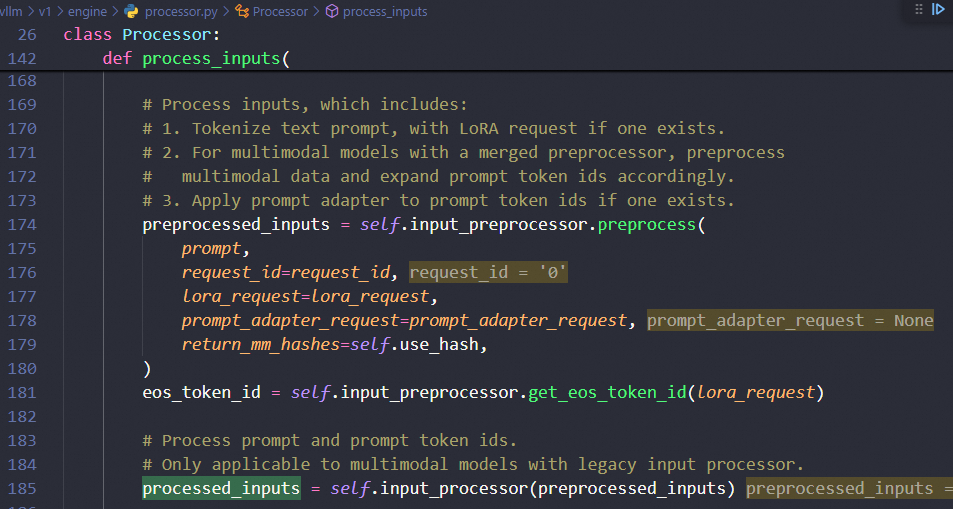 vllm > v1 > engine > processor.py > Processor > process_inputs
26 class Processor:
142 def process_inputs(
168
169 # Process inputs, which includes:
170 # 1. Tokenize text prompt, with LoRA request if one exists.
171 # 2. For multimodal models with a merged preprocessor, preprocess
172 #   multimodal data and expand prompt token ids accordingly.
173 # 3. Apply prompt adapter to prompt token ids if one exists.
174 preprocessed_inputs = self.input_preprocessor.preprocess(
175 prompt,
176 request_id=request_id, request_id = '0'
177 lora_request=lora_request,
178 prompt_adapter_request=prompt_adapter_request, prompt_adapter_request = None
179 return_mm_hashes=self.use_hash,
180 )
181 eos_token_id = self.input_preprocessor.get_eos_token_id(lora_request)
182
183 # Process prompt and prompt token ids.
184 # Only applicable to multimodal models with legacy input processor.
185 processed_inputs = self.input_processor(preprocessed_inputs) preprocessed_inputs =